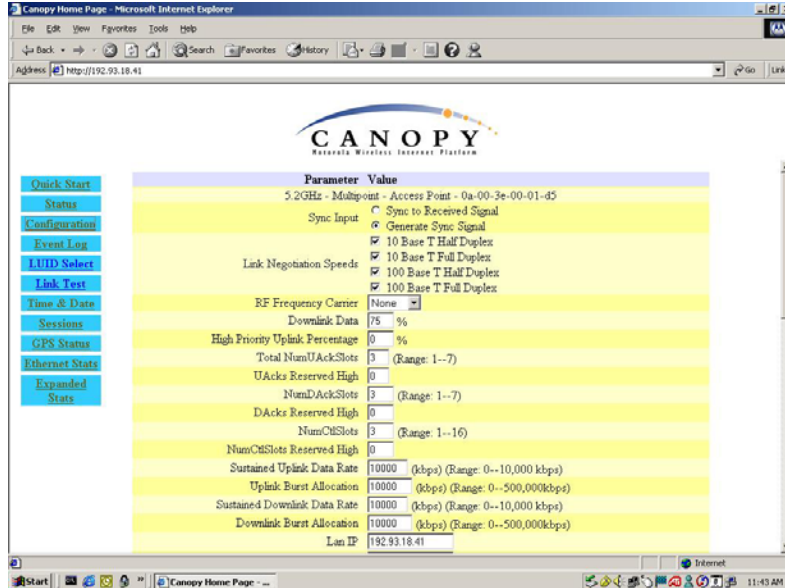 Canopy Home Page - Microsoft Internet Explorer
File Edit View Favorites Tools Help
Back Search Favorites History
Address http://192.93.18.41 Go Link
CANOPY
Motorola Wireless Internet Platform
Quick Start
Status
Configuration
Event Log
LUID Select
Link Test
Time & Date
Sessions
GPS Status
Ethernet Stats
Expanded
Stats
Parameter Value
5.2GHz - Multipoint - Access Point - 0a-00-3e-00-01-d5
Sync Input Sync to Received Signal
Generate Sync Signal
Link Negotiation Speeds 10 Base T Half Duplex
10 Base T Full Duplex
100 Base T Half Duplex
100 Base T Full Duplex
RF Frequency Carrier None
Downlink Data 75 %
High Priority Uplink Percentage 0 %
Total NumUAckSlots 3 (Range: 1--7)
UAcks Reserved High 0
NumDAckSlots 3 (Range: 1--7)
DAcks Reserved High 0
NumCtlSlots 3 (Range: 1--16)
NumCtlSlots Reserved High 0
Sustained Uplink Data Rate 10000 (kbps) (Range: 0--10,000 kbps)
Uplink Burst Allocation 10000 (kbps) (Range: 0--500,000kbps)
Sustained Downlink Data Rate 10000 (kbps) (Range: 0--10,000 kbps)
Downlink Burst Allocation 10000 (kbps) (Range: 0--500,000kbps)
Lan IP 192.93.18.41
Internet
Start » Canopy Home Page - ... 11:43 AM